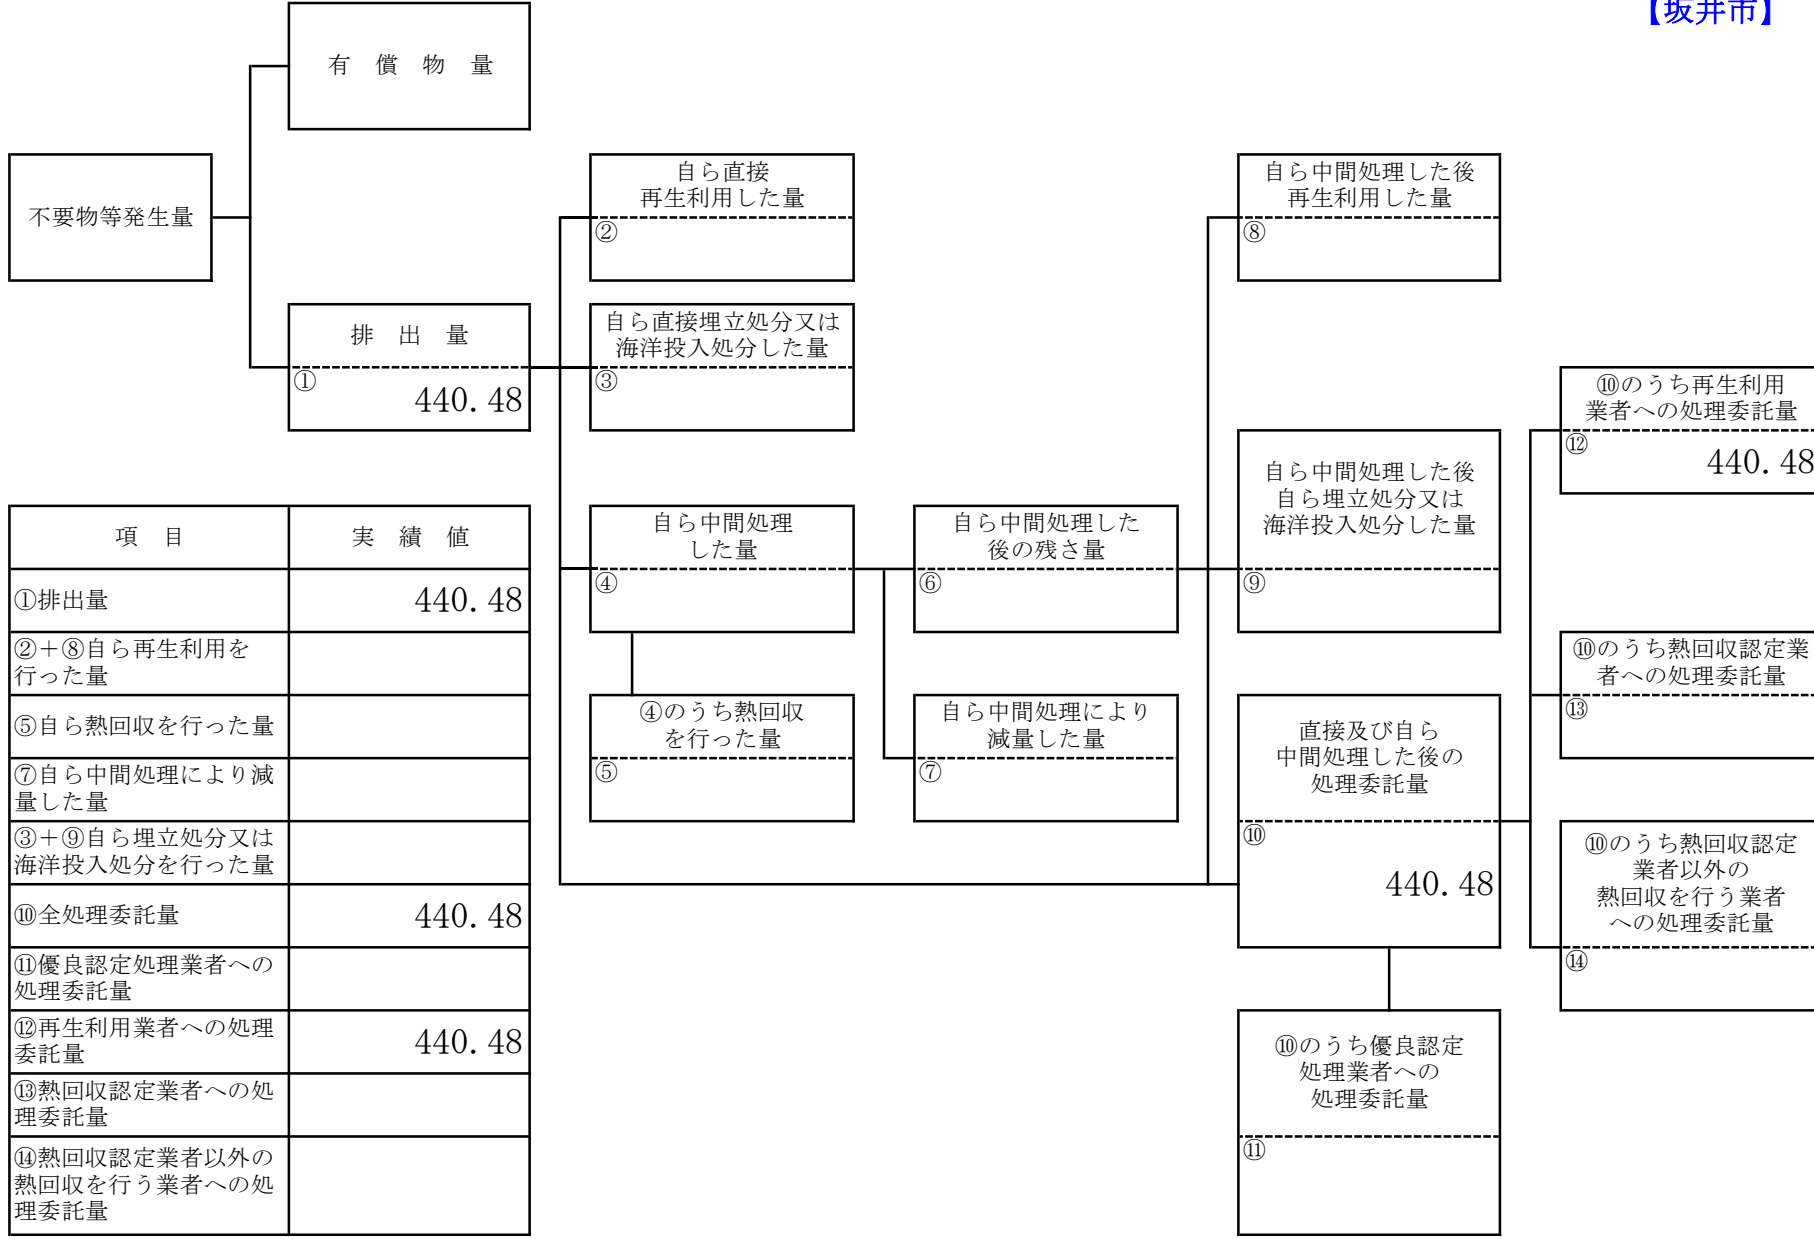 【坂井市】
有 償 物 量
不要物等発生量
自ら直接
再生利用した量
②
自ら中間処理した後
再生利用した量
⑧
排 出 量
①
440.48
自ら直接埋立処分又は
海洋投入処分した量
③
⑩のうち再生利用
業者への処理委託量
⑫
440.48
自ら中間処理した後
自ら埋立処分又は
海洋投入処分した量
⑨
自ら中間処理
した量
④
自ら中間処理した
後の残さ量
⑥
⑩のうち熱回収認定業
者への処理委託量
⑬
④のうち熱回収
を行った量
⑤
自ら中間処理により
減量した量
⑦
直接及び自ら
中間処理した後の
処理委託量
⑩
440.48
⑩のうち熱回収認定
業者以外の
熱回収を行う業者
への処理委託量
⑭
⑩のうち優良認定
処理業者への
処理委託量
⑪
項 目 実 績 値
①排出量 440.48
②+⑧自ら再生利用を
行った量
⑤自ら熱回収を行った量
⑦自ら中間処理により減
量した量
③+⑨自ら埋立処分又は
海洋投入処分を行った量
⑩全処理委託量 440.48
⑪優良認定処理業者への
処理委託量
⑫再生利用業者への処理
委託量 440.48
⑬熱回収認定業者への処
理委託量
⑭熱回収認定業者以外の
熱回収を行う業者への処
理委託量